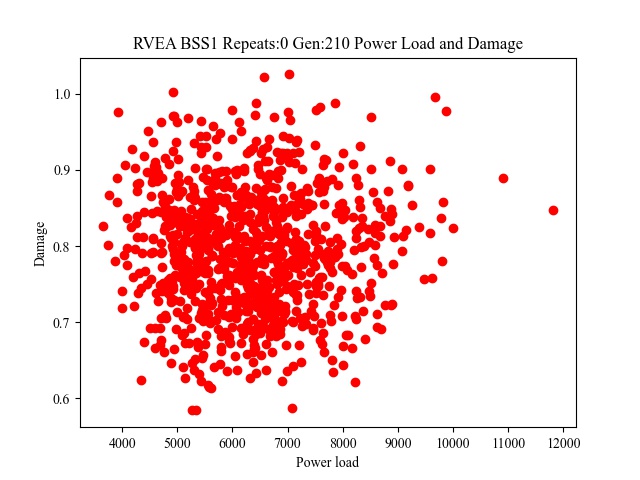 RVEA BSS1 Repeats:0 Gen:210 Power Load and Damage
1.0
0.9
0.8
0.7
0.6
Damage
4000 5000 6000 7000 8000 9000 10000 11000 12000
Power load